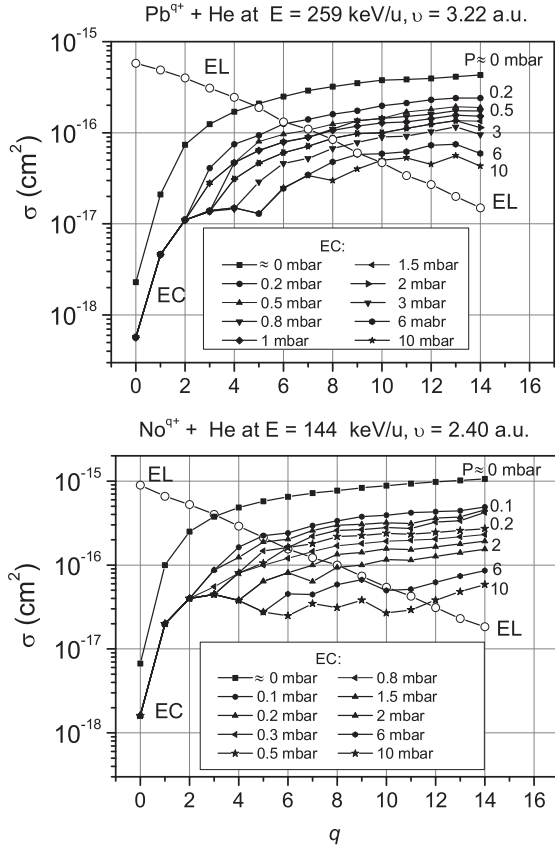 Pb^q+ + He at E = 259 keV/u, υ = 3.22 a.u.
10^-15
EL
P≈ 0 mbar
0.2
0.5
10^-16
3
6
10
σ (cm^2)
EL
10^-17
EC
EC:
≈ 0 mbar 1.5 mbar
0.2 mbar 2 mbar
0.5 mbar 3 mbar
0.8 mbar 6 mabr
1 mbar 10 mbar
10^-18
0 2 4 6 8 10 12 14 16
No^q+ + He at E = 144 keV/u, υ = 2.40 a.u.
10^-15
EL
P≈ 0 mbar
0.1
0.2
10^-16
2
6
10
σ (cm^2)
EL
10^-17
EC
EC:
≈ 0 mbar 0.8 mbar
0.1 mbar 1.5 mbar
0.2 mbar 2 mbar
0.3 mbar 6 mbar
0.5 mbar 10 mbar
10^-18
0 2 4 6 8 10 12 14 16
q